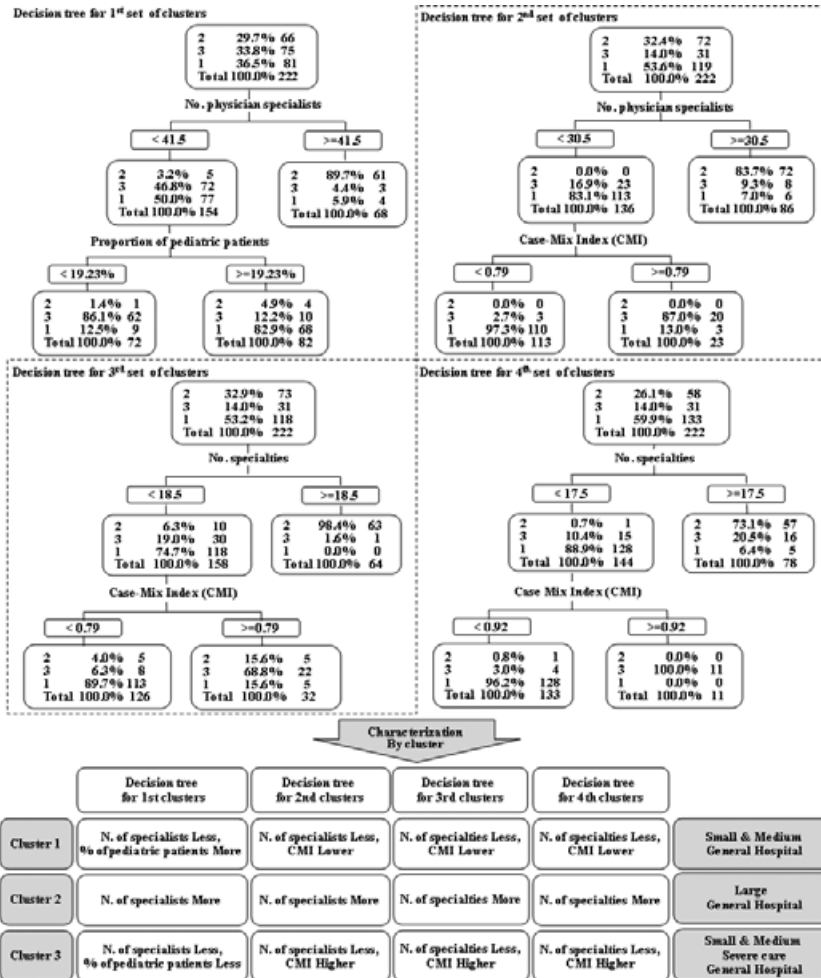 Decision tree for 1st set of clusters
2 29.7% 66
3 33.8% 75
1 36.5% 81
Total 100.0% 222
No. physician specialists
< 41.5
>=41.5
2 3.2% 5
3 46.8% 72
1 50.0% 77
Total 100.0% 154
2 89.7% 61
3 4.4% 3
1 5.9% 4
Total 100.0% 68
Proportion of pediatric patients
< 19.23%
>=19.23%
2 1.4% 1
3 86.1% 62
1 12.5% 9
Total 100.0% 72
2 4.9% 4
3 12.2% 10
1 82.9% 68
Total 100.0% 82
Decision tree for 2nd set of clusters
2 32.4% 72
3 14.0% 31
1 53.6% 119
Total 100.0% 222
No. physician specialists
< 30.5
>=30.5
2 0.0% 0
3 16.9% 23
1 83.1% 113
Total 100.0% 136
2 83.7% 72
3 9.3% 8
1 7.0% 6
Total 100.0% 86
Case-Mix Index (CMI)
< 0.79
>=0.79
2 0.0% 0
3 2.7% 3
1 97.3% 110
Total 100.0% 113
2 0.0% 0
3 87.0% 20
1 13.0% 3
Total 100.0% 23
Decision tree for 3rd set of clusters
2 32.9% 73
3 14.0% 31
1 53.2% 118
Total 100.0% 222
No. specialties
< 18.5
>=18.5
2 6.3% 10
3 19.0% 30
1 74.7% 118
Total 100.0% 158
2 98.4% 63
3 1.6% 1
1 0.0% 0
Total 100.0% 64
Case-Mix Index (CMI)
< 0.79
>=0.79
2 4.0% 5
3 6.3% 8
1 89.7% 113
Total 100.0% 126
2 15.6% 5
3 68.8% 22
1 15.6% 5
Total 100.0% 32
Decision tree for 4th set of clusters
2 26.1% 58
3 14.0% 31
1 59.9% 133
Total 100.0% 222
No. specialties
< 17.5
>=17.5
2 0.7% 1
3 10.4% 15
1 88.9% 128
Total 100.0% 144
2 73.1% 57
3 20.5% 16
1 6.4% 5
Total 100.0% 78
Case Mix Index (CMI)
< 0.92
>=0.92
2 0.8% 1
3 3.0% 4
1 96.2% 128
Total 100.0% 133
2 0.0% 0
3 100.0% 11
1 0.0% 0
Total 100.0% 11
Characterization
By cluster
Decision tree
for 1st clusters
Decision tree
for 2nd clusters
Decision tree
for 3rd clusters
Decision tree
for 4th clusters
Cluster 1
N. of specialists Less,
% of pediatric patients More
N. of specialists Less,
CMI Lower
N. of specialties Less,
CMI Lower
N. of specialties Less,
CMI Lower
Small & Medium
General Hospital
Cluster 2
N. of specialists More
N. of specialists More
N. of specialties More
N. of specialties More
Large
General Hospital
Cluster 3
N. of specialists Less,
% of pediatric patients Less
N. of specialists Less,
CMI Higher
N. of specialties Less,
CMI Higher
N. of specialties Less,
CMI Higher
Small & Medium
Severe care
General Hospital